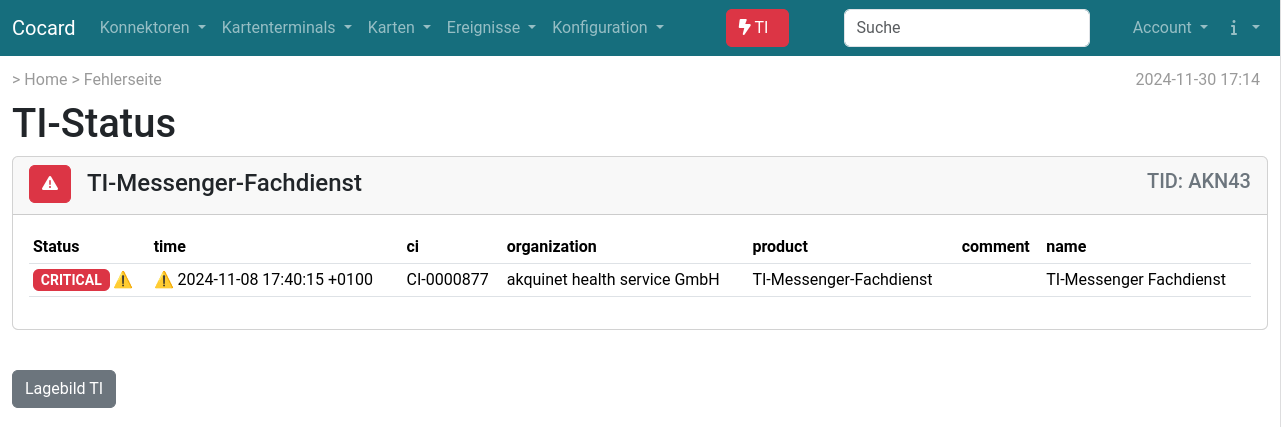 Cocard Konnektoren Kartenterminals Karten Ereignisse Konfiguration TI Suche Account i
> Home > Fehlerseite 2024-11-30 17:14
TI-Status
TI-Messenger-Fachdienst TID: AKN43
Status time ci organization product comment name
CRITICAL 2024-11-08 17:40:15 +0100 CI-0000877 akquinet health service GmbH TI-Messenger-Fachdienst TI-Messenger Fachdienst
Lagebild TI